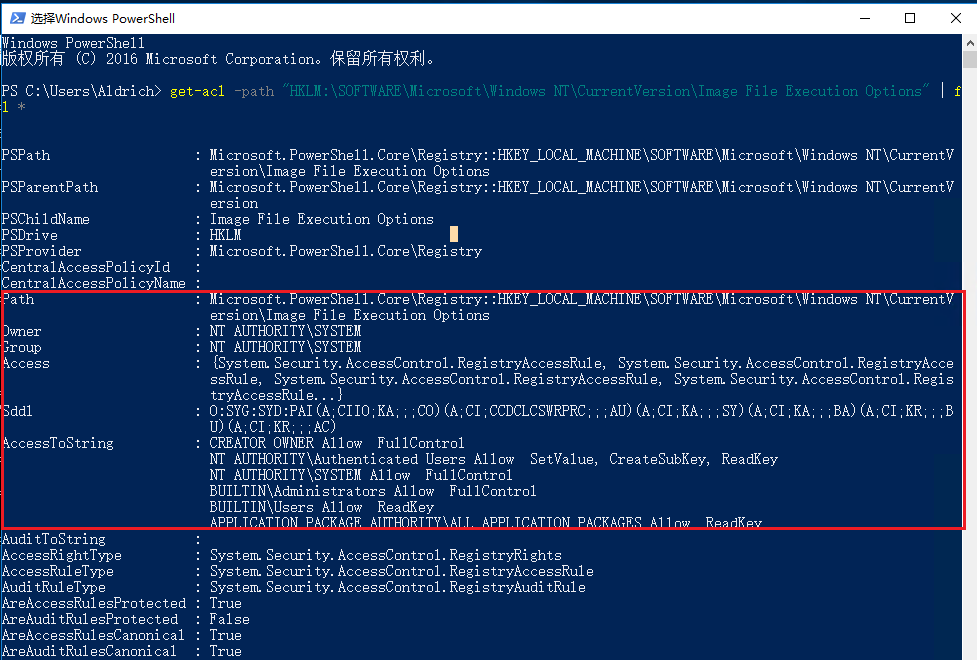 选择Windows PowerShell
Windows PowerShell
版权所有 (C) 2016 Microsoft Corporation。保留所有权利。
PS C:\Users\Aldrich> get-acl -path "HKLM:\SOFTWARE\Microsoft\Windows NT\CurrentVersion\Image File Execution Options" | f
l *
PSPath : Microsoft.PowerShell.Core\Registry::HKEY_LOCAL_MACHINE\SOFTWARE\Microsoft\Windows NT\CurrentV
ersion\Image File Execution Options
PSParentPath : Microsoft.PowerShell.Core\Registry::HKEY_LOCAL_MACHINE\SOFTWARE\Microsoft\Windows NT\CurrentV
ersion
PSChildName : Image File Execution Options
PSDrive : HKLM
PSProvider : Microsoft.PowerShell.Core\Registry
CentralAccessPolicyId :
CentralAccessPolicyName :
Path : Microsoft.PowerShell.Core\Registry::HKEY_LOCAL_MACHINE\SOFTWARE\Microsoft\Windows NT\CurrentV
ersion\Image File Execution Options
Owner : NT AUTHORITY\SYSTEM
Group : NT AUTHORITY\SYSTEM
Access : {System.Security.AccessControl.RegistryAccessRule, System.Security.AccessControl.RegistryAcce
ssRule, System.Security.AccessControl.RegistryAccessRule, System.Security.AccessControl.Regis
tryAccessRule...}
Sddl : O:SYG:SYD:PAI(A;CIIO;KA;;;CO)(A;CI;CCDCLCSWRPRC;;;AU)(A;CI;KA;;;SY)(A;CI;KA;;;BA)(A;CI;KR;;;B
U)(A;CI;KR;;;AC)
AccessToString : CREATOR OWNER Allow  FullControl
NT AUTHORITY\Authenticated Users Allow  SetValue, CreateSubKey, ReadKey
NT AUTHORITY\SYSTEM Allow  FullControl
BUILTIN\Administrators Allow  FullControl
BUILTIN\Users Allow  ReadKey
APPLICATION PACKAGE AUTHORITY\ALL APPLICATION PACKAGES Allow  ReadKey
AuditToString :
AccessRightType : System.Security.AccessControl.RegistryRights
AccessRuleType : System.Security.AccessControl.RegistryAccessRule
AuditRuleType : System.Security.AccessControl.RegistryAuditRule
AreAccessRulesProtected : True
AreAuditRulesProtected : False
AreAccessRulesCanonical : True
AreAuditRulesCanonical : True